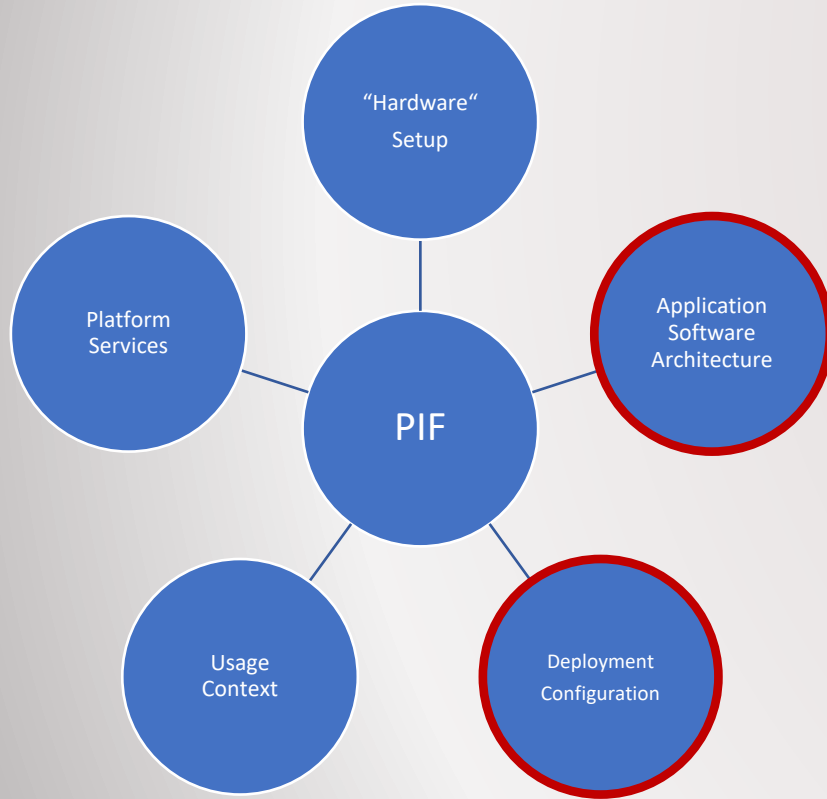 “Hardware“
Setup
Platform
Services
Application
Software
Architecture
PIF
Usage
Context
Deployment
Configuration